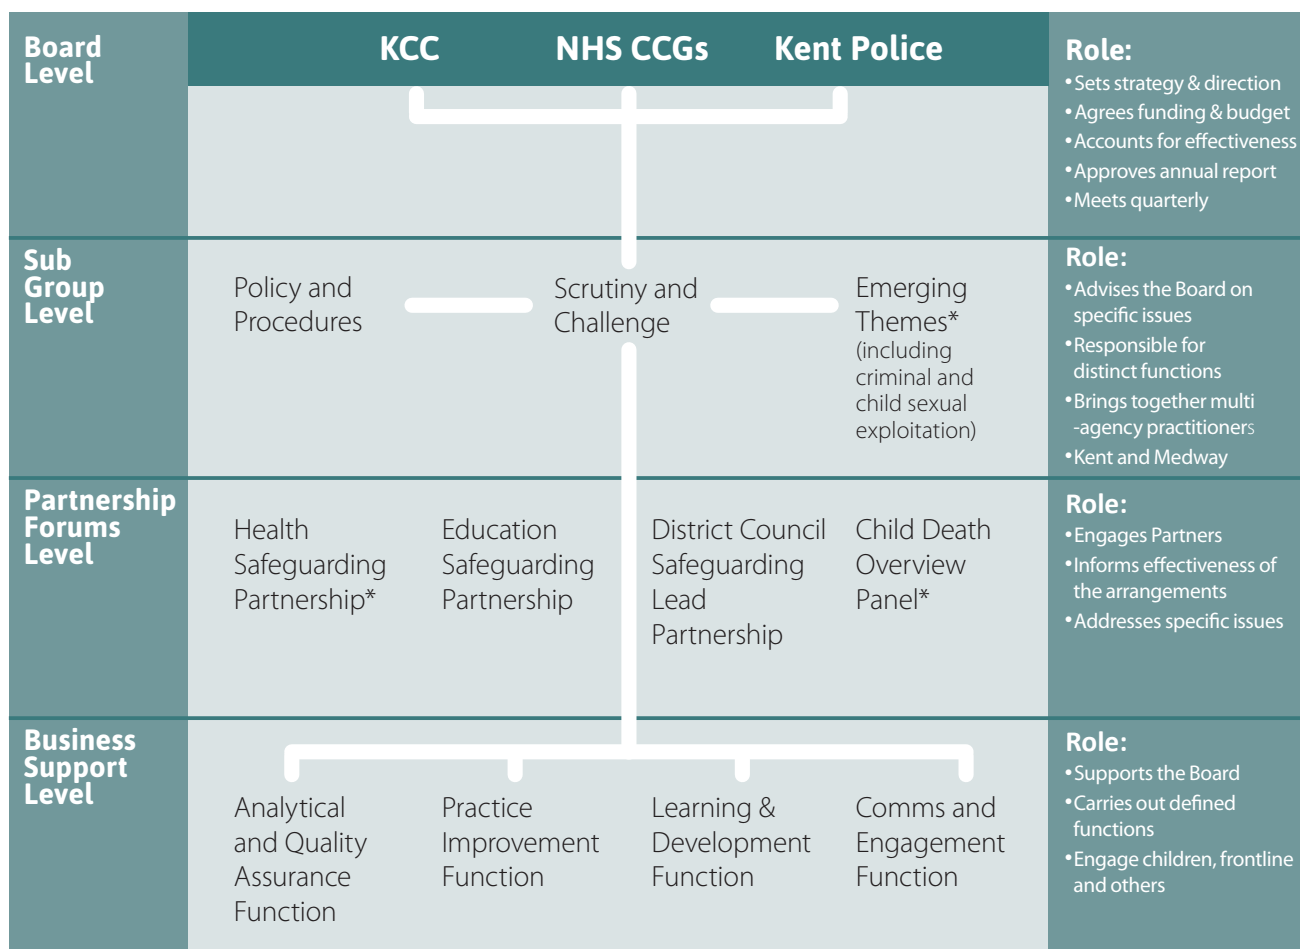 Board
Level
KCC
NHS CCGs
Kent Police
Role:
•Sets strategy & direction
•Agrees funding & budget
•Accounts for effectiveness
•Approves annual report
•Meets quarterly
Sub
Group
Level
Policy and
Procedures
Scrutiny and
Challenge
Emerging
Themes*
(including
criminal and
child sexual
exploitation)
Role:
•Advises the Board on
specific issues
•Responsible for
distinct functions
•Brings together multi
-agency practitioners
•Kent and Medway
Partnership
Forums
Level
Health
Safeguarding
Partnership*
Education
Safeguarding
Partnership
District Council
Safeguarding
Lead
Partnership
Child Death
Overview
Panel*
Role:
•Engages Partners
•Informs effectiveness of
the arrangements
•Addresses specific issues
Business
Support
Level
Analytical
and Quality
Assurance
Function
Practice
Improvement
Function
Learning &
Development
Function
Comms and
Engagement
Function
Role:
•Supports the Board
•Carries out defined
functions
•Engage children, frontline
and others